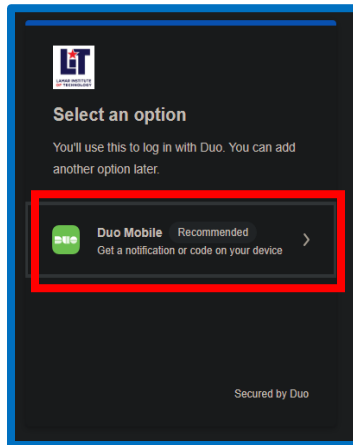 LIT
LAMAR INSTITUTE
OF TECHNOLOGY
Select an option
You'll use this to log in with Duo. You can add
another option later.
DUO
Duo Mobile Recommended
Get a notification or code on your device
Secured by Duo